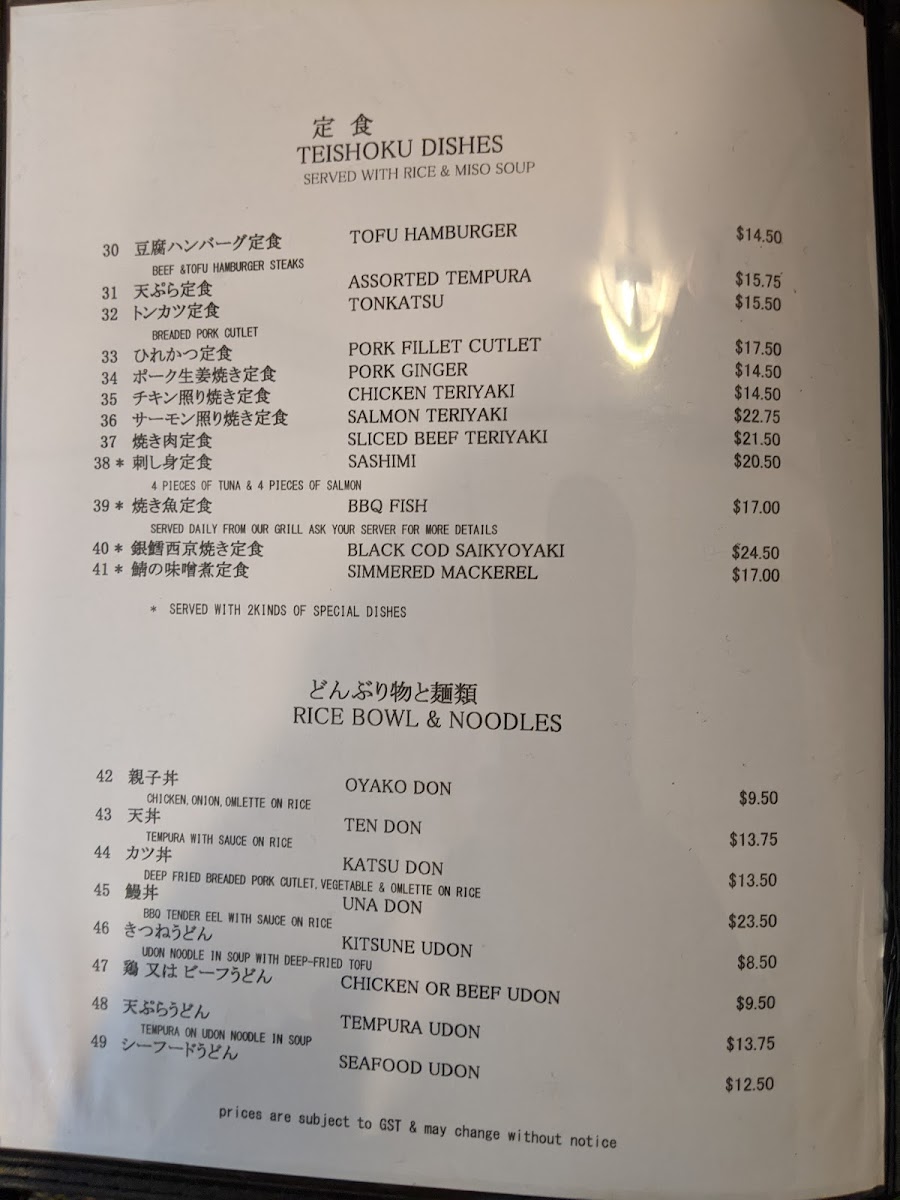 定 食
TEISHOKU DISHES
SERVED WITH RICE & MISO SOUP
30 豆腐ハンバーグ定食 TOFU HAMBURGER $14.50
BEEF &TOFU HAMBURGER STEAKS
31 天ぷら定食 ASSORTED TEMPURA $15.75
32 トンカツ定食 TONKATSU $15.50
BREADED PORK CUTLET
33 ひれかつ定食 PORK FILLET CUTLET $17.50
34 ポーク生姜焼き定食 PORK GINGER $14.50
35 チキン照り焼き定食 CHICKEN TERIYAKI $14.50
36 サーモン照り焼き定食 SALMON TERIYAKI $22.75
37 焼き肉定食 SLICED BEEF TERIYAKI $21.50
38 * 刺し身定食 SASHIMI $20.50
4 PIECES OF TUNA & 4 PIECES OF SALMON
39 * 焼き魚定食 BBQ FISH $17.00
SERVED DAILY FROM OUR GRILL ASK YOUR SERVER FOR MORE DETAILS
40 * 銀鱈西京焼き定食 BLACK COD SAIKYOYAKI $24.50
41 * 鯖の味噌煮定食 SIMMERED MACKEREL $17.00
* SERVED WITH 2KINDS OF SPECIAL DISHES
どんぶり物と麺類
RICE BOWL & NOODLES
42 親子丼 OYAKO DON $9.50
CHICKEN, ONION, OMLETTE ON RICE
43 天丼 TEN DON $13.75
TEMPURA WITH SAUCE ON RICE
44 カツ丼 KATSU DON $13.50
DEEP FRIED BREADED PORK CUTLET, VEGETABLE & OMLETTE ON RICE
45 鰻丼 UNA DON $23.50
BBQ TENDER EEL WITH SAUCE ON RICE
46 きつねうどん KITSUNE UDON $8.50
UDON NOODLE IN SOUP WITH DEEP-FRIED TOFU
47 鶏 又は ビーフうどん CHICKEN OR BEEF UDON $9.50
48 天ぷらうどん TEMPURA UDON $13.75
TEMPURA ON UDON NOODLE IN SOUP
49 シーフードうどん SEAFOOD UDON $12.50
prices are subject to GST & may change without notice